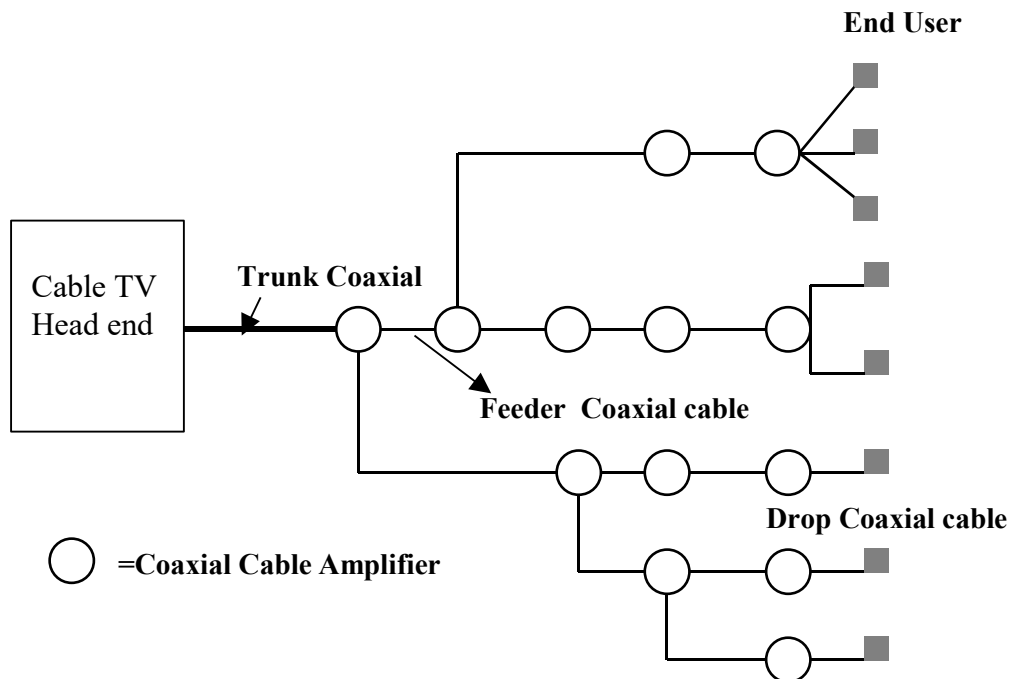 End User
Cable TV
Head end
Trunk Coaxial
Feeder Coaxial cable
Drop Coaxial cable
=Coaxial Cable Amplifier